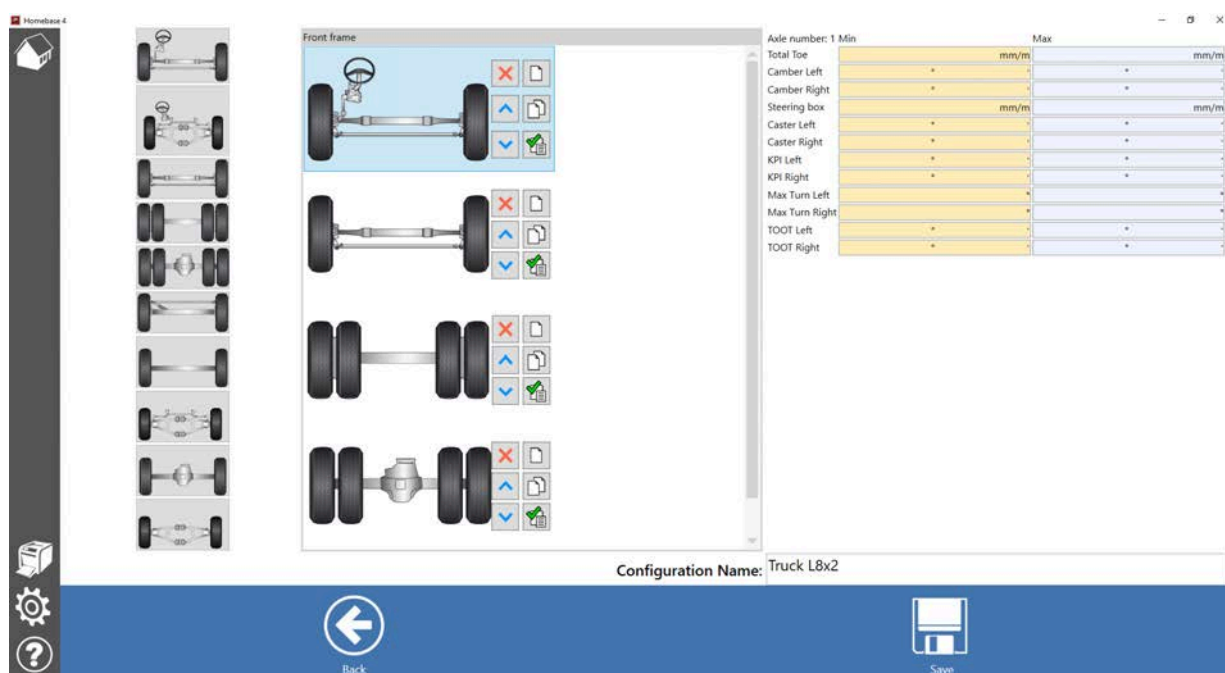 Homebase 4
Front frame
Axle number: 1 Min Max
Total Toe mm/m mm/m
Camber Left ° ' ° '
Camber Right ° ' ° '
Steering box mm/m mm/m
Caster Left ° ' ° '
Caster Right ° ' ° '
KPI Left ° ' ° '
KPI Right ° ' ° '
Max Turn Left ° °
Max Turn Right ° °
TOOT Left ° ' ° '
TOOT Right ° ' ° '
Configuration Name: Truck L8x2
?
Back Save